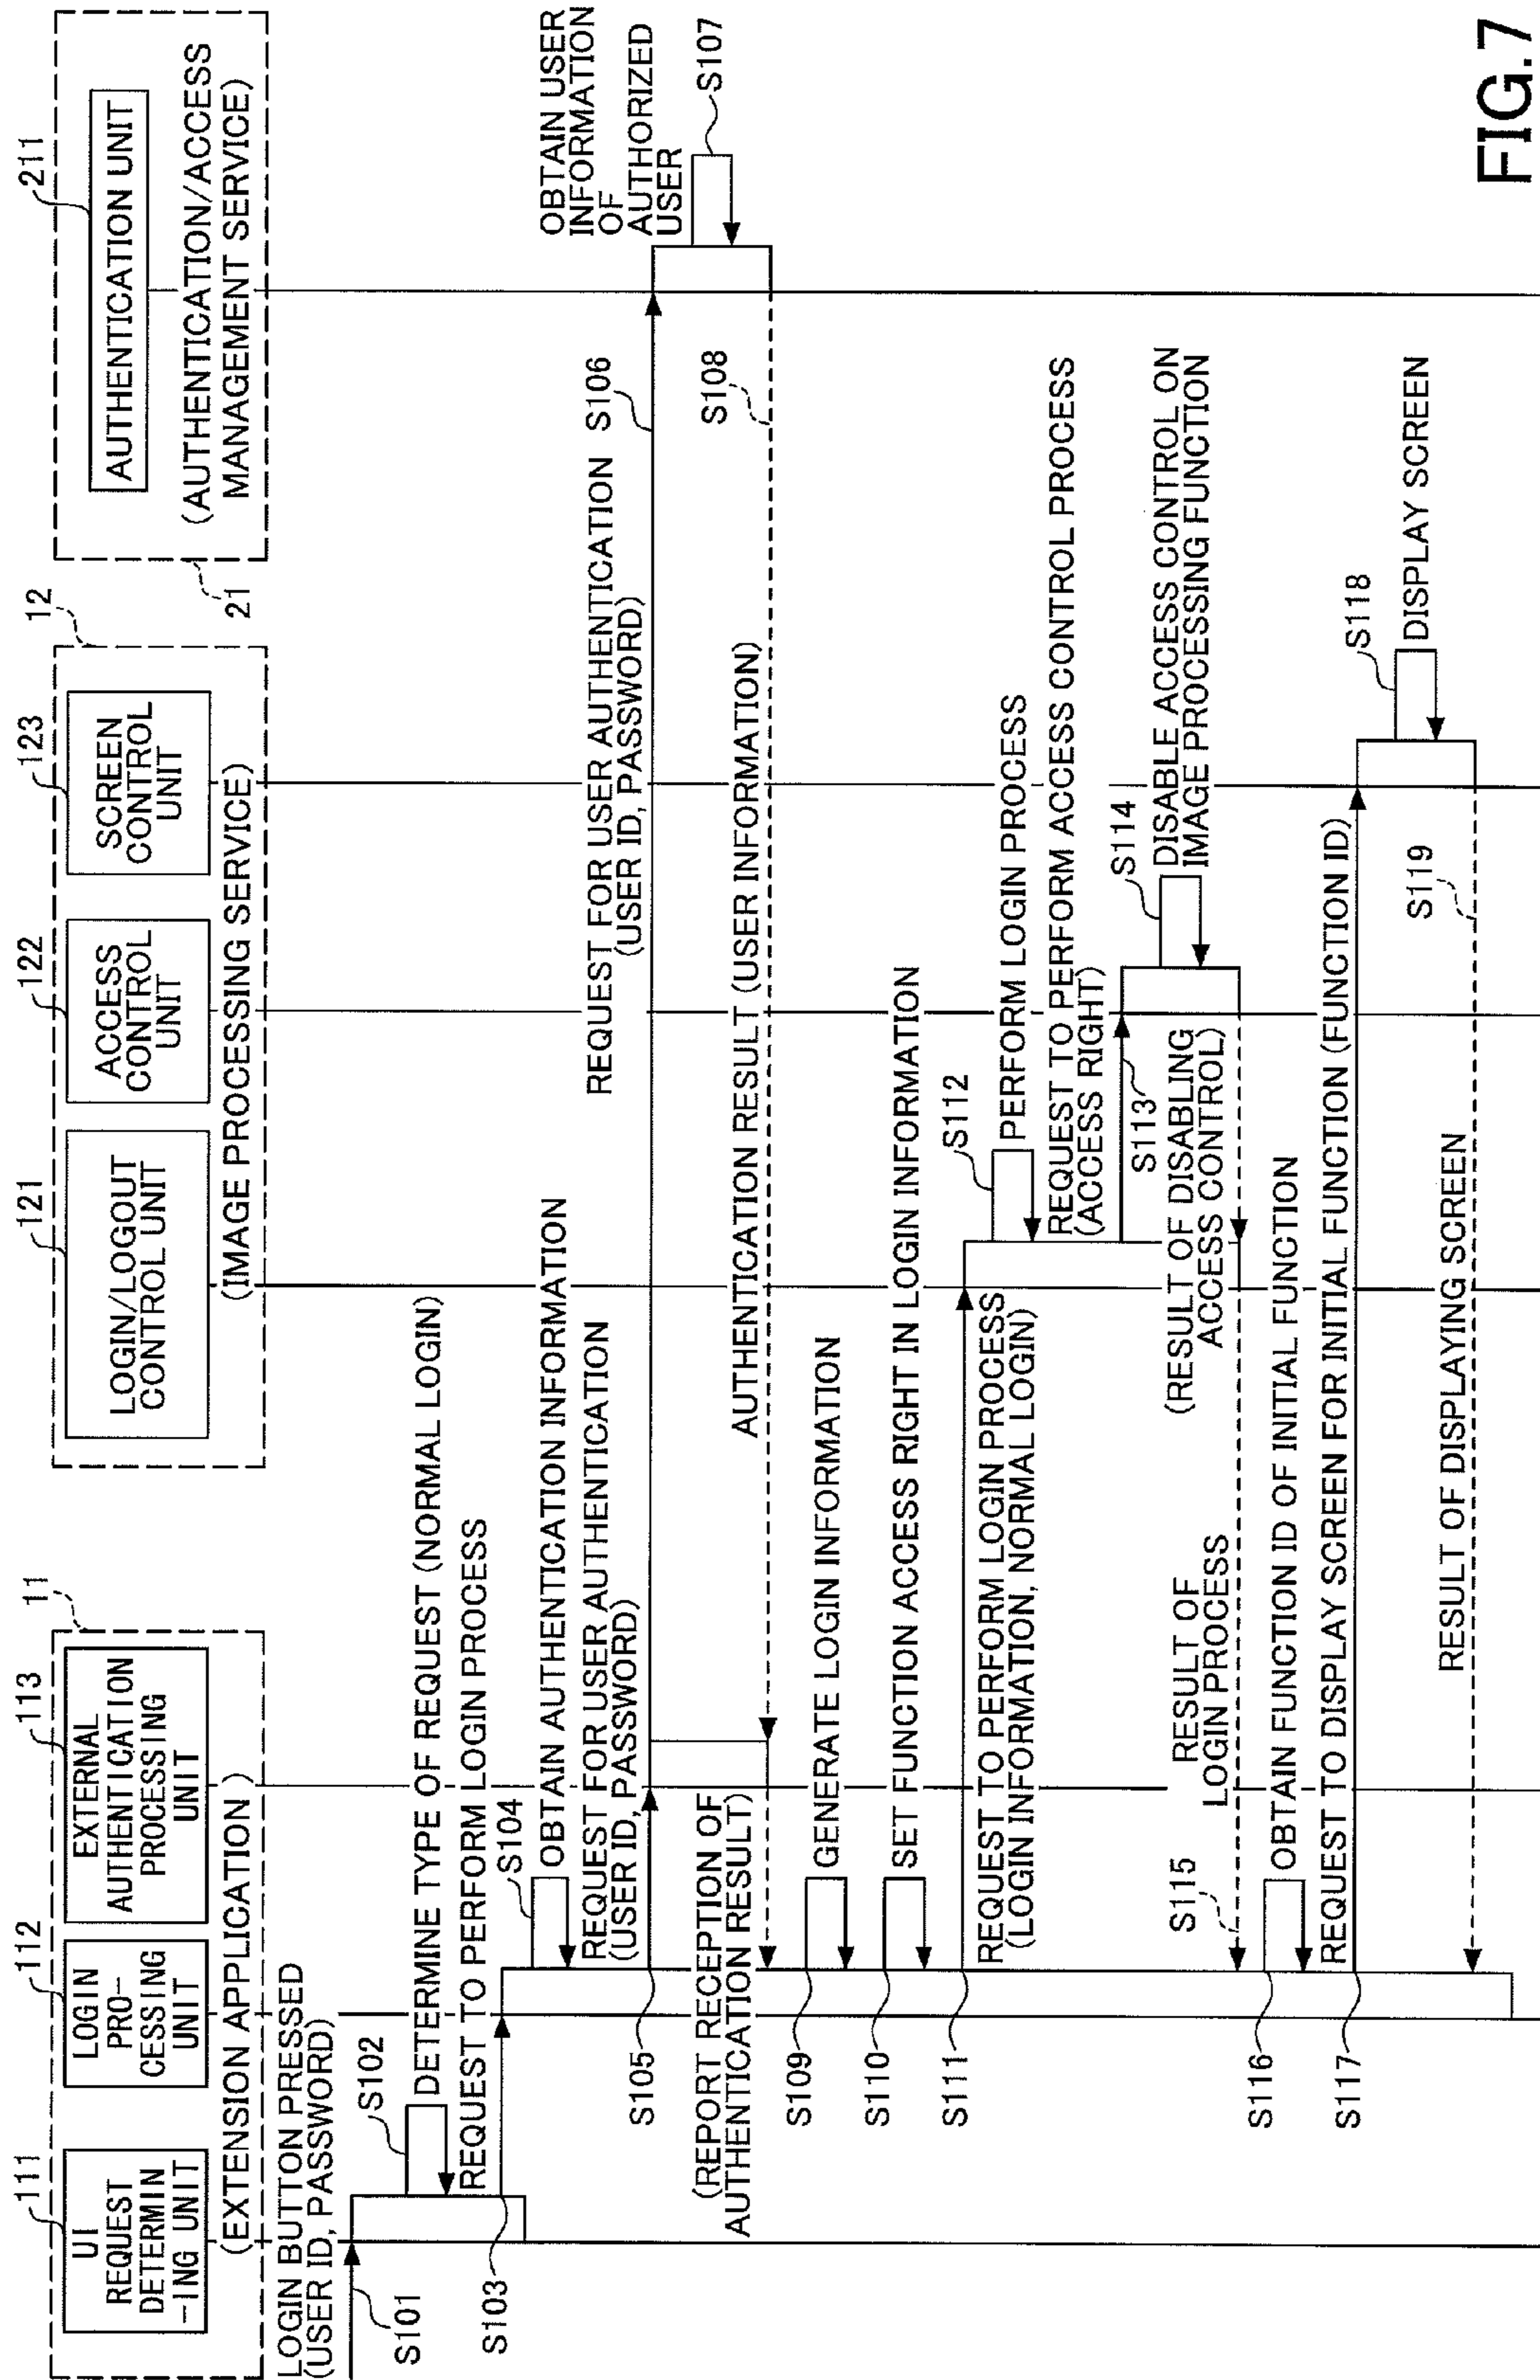 111
UI
REQUEST
DETERMIN
-ING UNIT
112
LOGIN
PRO-
CESSING
UNIT
113
EXTERNAL
AUTHENTICATION
PROCESSING
UNIT
11
(EXTENSION APPLICATION)
121
LOGIN/LOGOUT
CONTROL UNIT
122
ACCESS
CONTROL
UNIT
123
SCREEN
CONTROL
UNIT
12
(IMAGE PROCESSING SERVICE)
211
AUTHENTICATION UNIT
(AUTHENTICATION/ACCESS
MANAGEMENT SERVICE)
21
LOGIN BUTTON PRESSED
(USER ID, PASSWORD)
S101
S102
DETERMINE TYPE OF REQUEST (NORMAL LOGIN)
REQUEST TO PERFORM LOGIN PROCESS
S103
S104
OBTAIN AUTHENTICATION INFORMATION
REQUEST FOR USER AUTHENTICATION
(USER ID, PASSWORD)
S105
REQUEST FOR USER AUTHENTICATION
(USER ID, PASSWORD)
S106
OBTAIN USER
INFORMATION
OF
AUTHORIZED
USER
S107
S108
AUTHENTICATION RESULT (USER INFORMATION)
(REPORT RECEPTION OF
AUTHENTICATION RESULT)
S109
GENERATE LOGIN INFORMATION
S110
SET FUNCTION ACCESS RIGHT IN LOGIN INFORMATION
S111
REQUEST TO PERFORM LOGIN PROCESS
(LOGIN INFORMATION, NORMAL LOGIN)
S112
PERFORM LOGIN PROCESS
REQUEST TO PERFORM ACCESS CONTROL PROCESS
(ACCESS RIGHT)
S113
S114
DISABLE ACCESS CONTROL ON
IMAGE PROCESSING FUNCTION
(RESULT OF DISABLING
ACCESS CONTROL)
RESULT OF
LOGIN PROCESS
S115
S116
OBTAIN FUNCTION ID OF INITIAL FUNCTION
S117
REQUEST TO DISPLAY SCREEN FOR INITIAL FUNCTION (FUNCTION ID)
S118
DISPLAY SCREEN
S119
RESULT OF DISPLAYING SCREEN
FIG.7